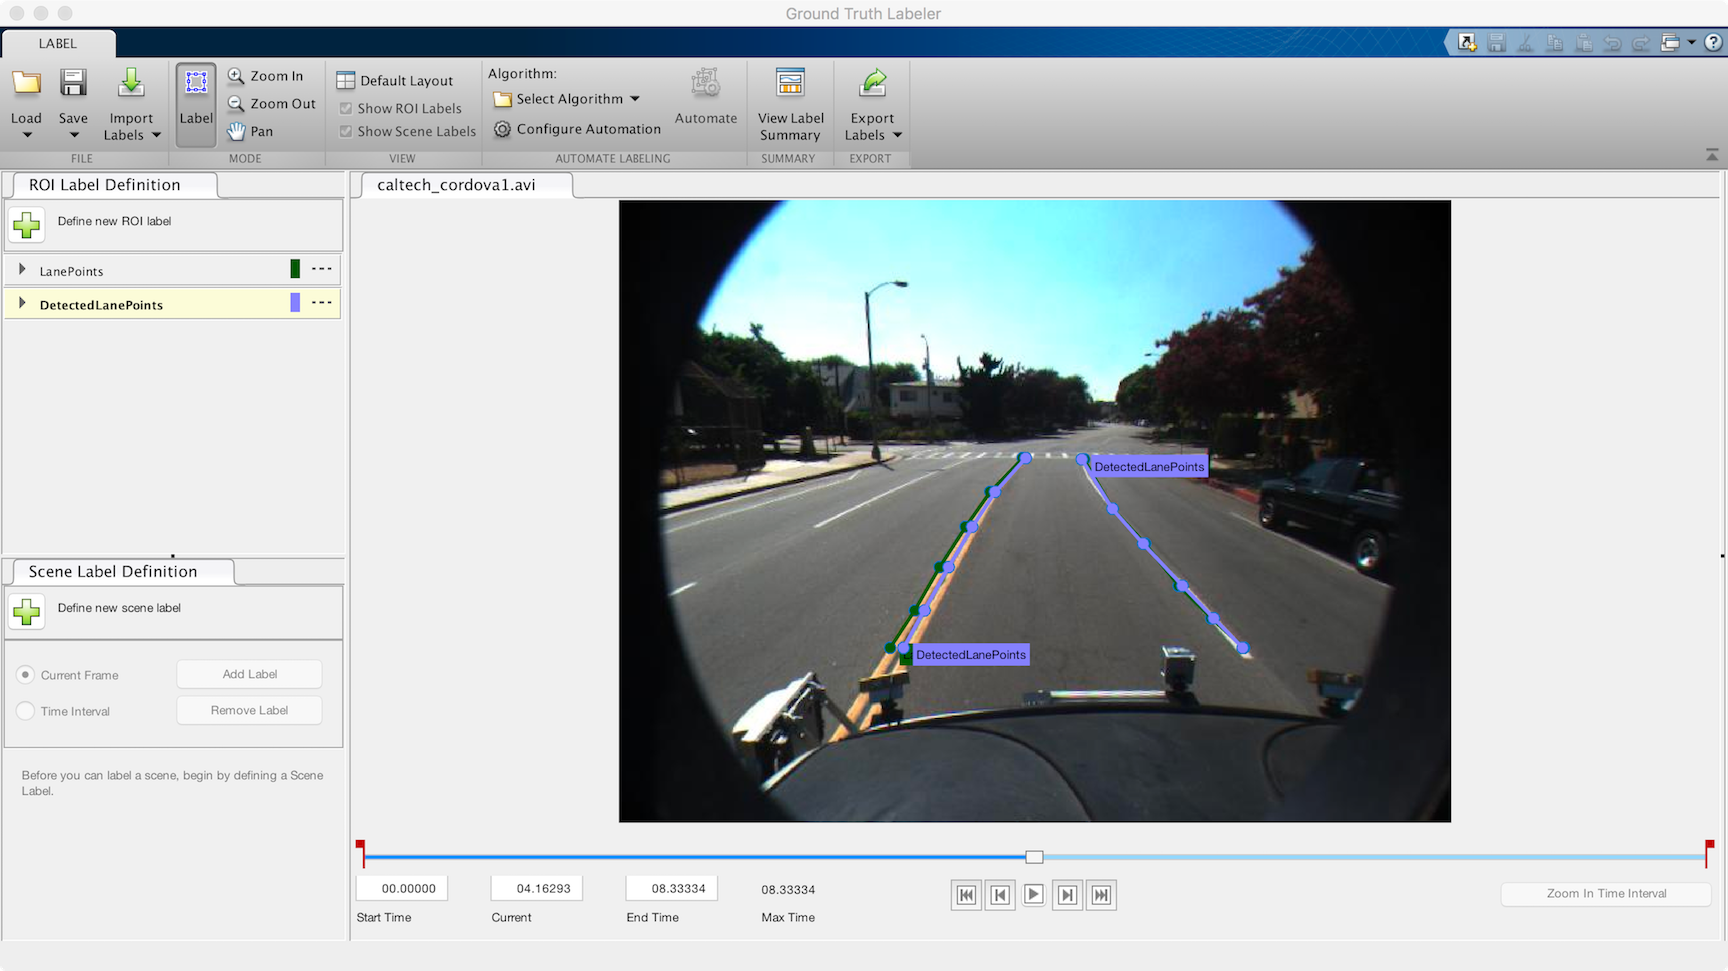 Ground Truth Labeler
LABEL
Load
Save
Import
Labels
FILE
Label
Zoom In
Zoom Out
Pan
MODE
Default Layout
Show ROI Labels
Show Scene Labels
VIEW
Algorithm:
Select Algorithm
Configure Automation
Automate
AUTOMATE LABELING
View Label
Summary
SUMMARY
Export
Labels
EXPORT
ROI Label Definition
Define new ROI label
LanePoints
DetectedLanePoints
Scene Label Definition
Define new scene label
Current Frame
Add Label
Time Interval
Remove Label
Before you can label a scene, begin by defining a Scene
Label.
caltech_cordova1.avi
DetectedLanePoints
DetectedLanePoints
00.00000
04.16293
08.33334
08.33334
Start Time
Current
End Time
Max Time
Zoom In Time Interval